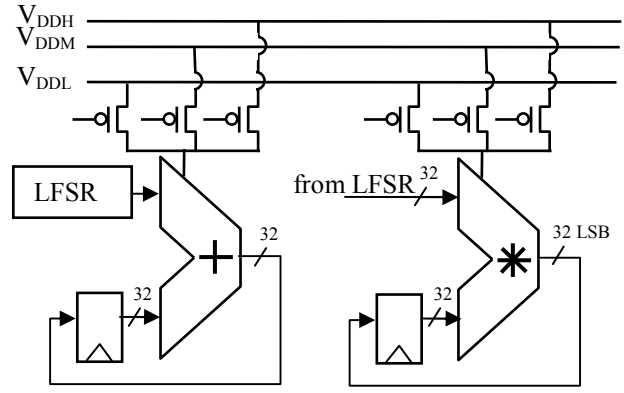 VDDH
VDDM
VDDL
LFSR
from LFSR
32
+
32
32
*
32 LSB
32